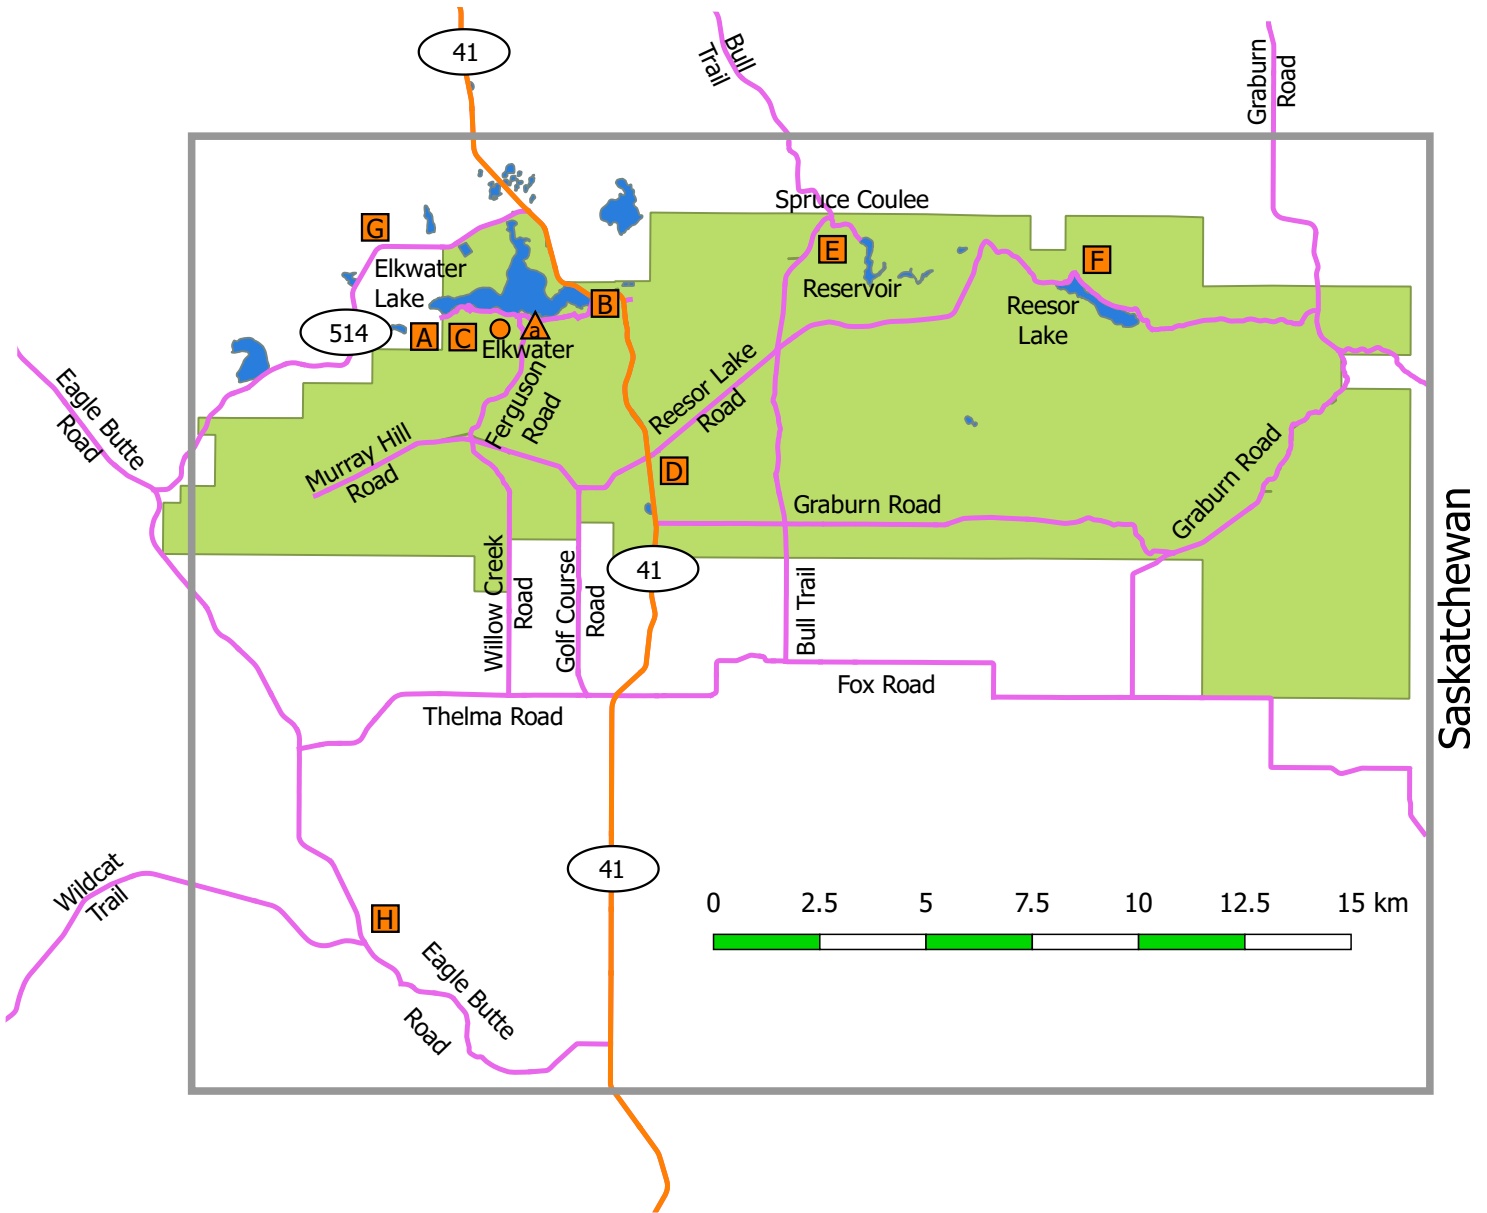 41
Bull
Trail
Graburn
Road
Spruce Coulee
G
E
F
Elkwater
Lake
Reservoir
B
Reesor
Lake
514
A
C
a
Elkwater
Eagle Butte
Road
Ferguson
Road
Reesor Lake
Road
Murray Hill
Road
D
Graburn Road
Graburn Road
Saskatchewan
41
Willow Creek
Road
Golf Course
Road
Bull Trail
Fox Road
Thelma Road
41
Wildcat
Trail
H
0 2.5 5 7.5 10 12.5 15 km
Eagle Butte
Road